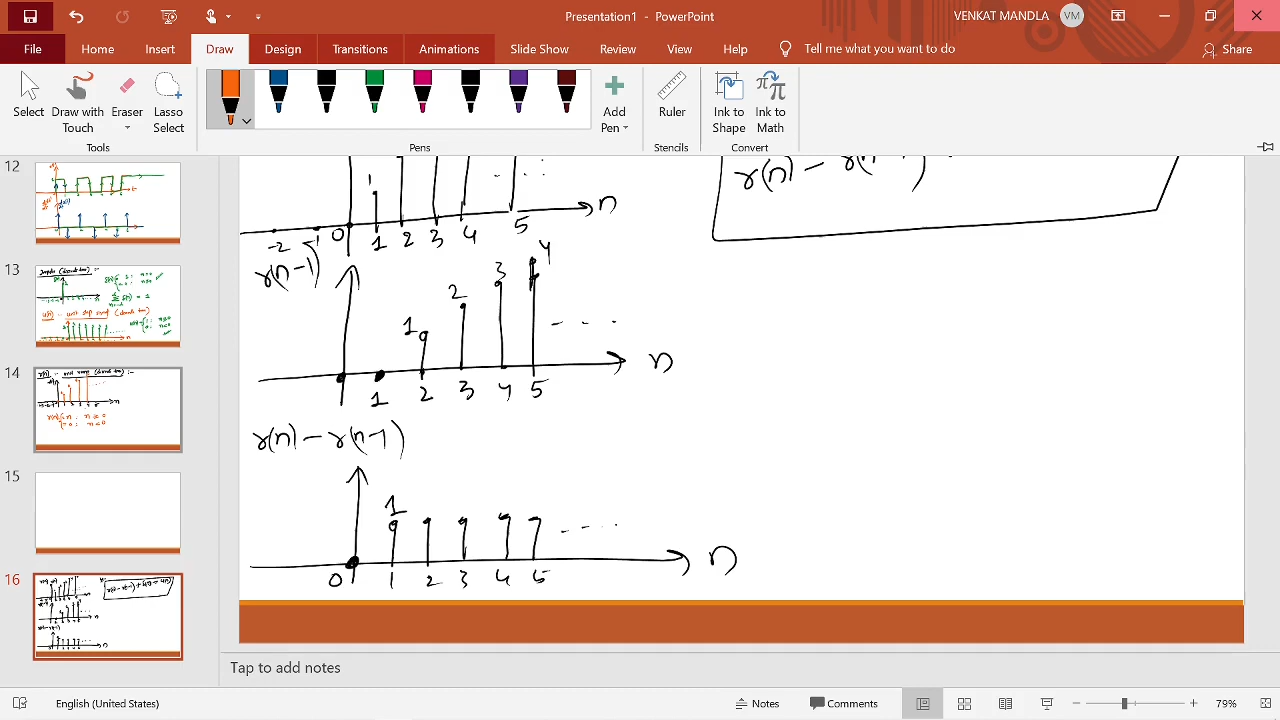 Presentation1 - PowerPoint
VENKAT MANDLA VM
File Home Insert Draw Design Transitions Animations Slide Show Review View Help Tell me what you want to do Share
Select Draw with Touch Eraser Lasso Select Add Pen Ruler Ink to Shape Ink to Math
Tools Pens Stencils Convert
12
13
14
15
16
r(n) - r(n-1)
1
n
-2 -1 0 1 2 3 4 5
r(n-1)
1 2 3 4
n
1 2 3 4 5
r(n) - r(n-1)
1
n
0 1 2 3 4 5
Tap to add notes
English (United States) Notes Comments 79%